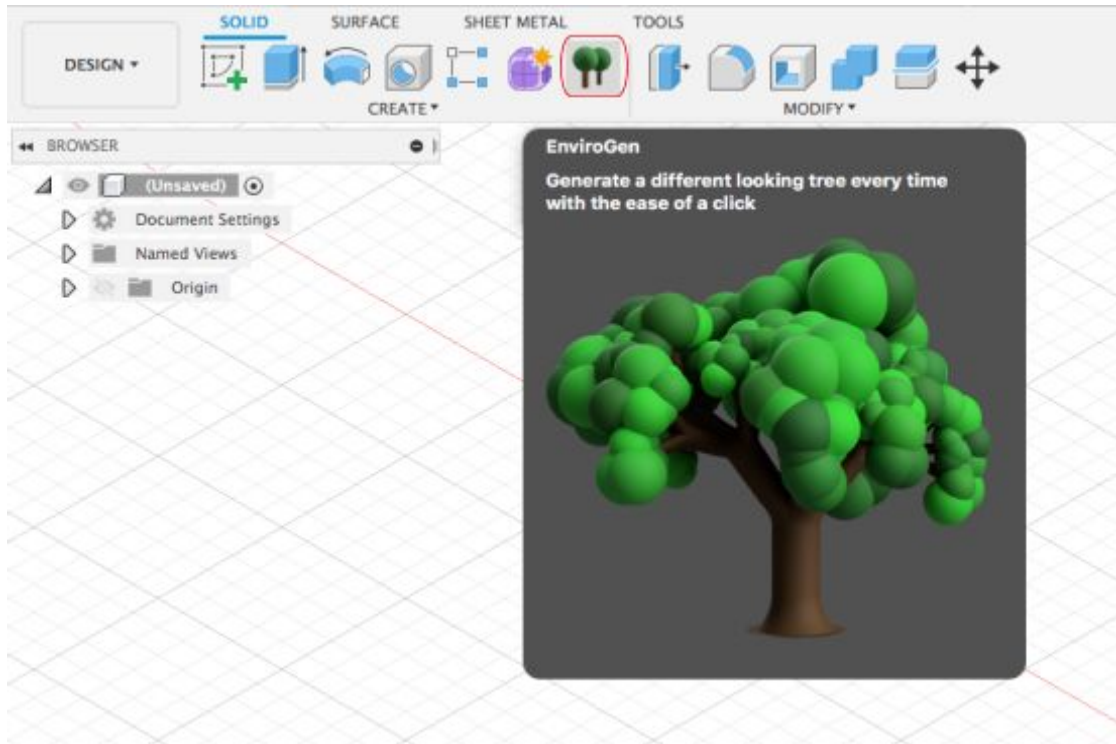 SOLID SURFACE SHEET METAL TOOLS
DESIGN
CREATE MODIFY
BROWSER
(Unsaved)
Document Settings
Named Views
Origin
EnviroGen
Generate a different looking tree every time
with the ease of a click